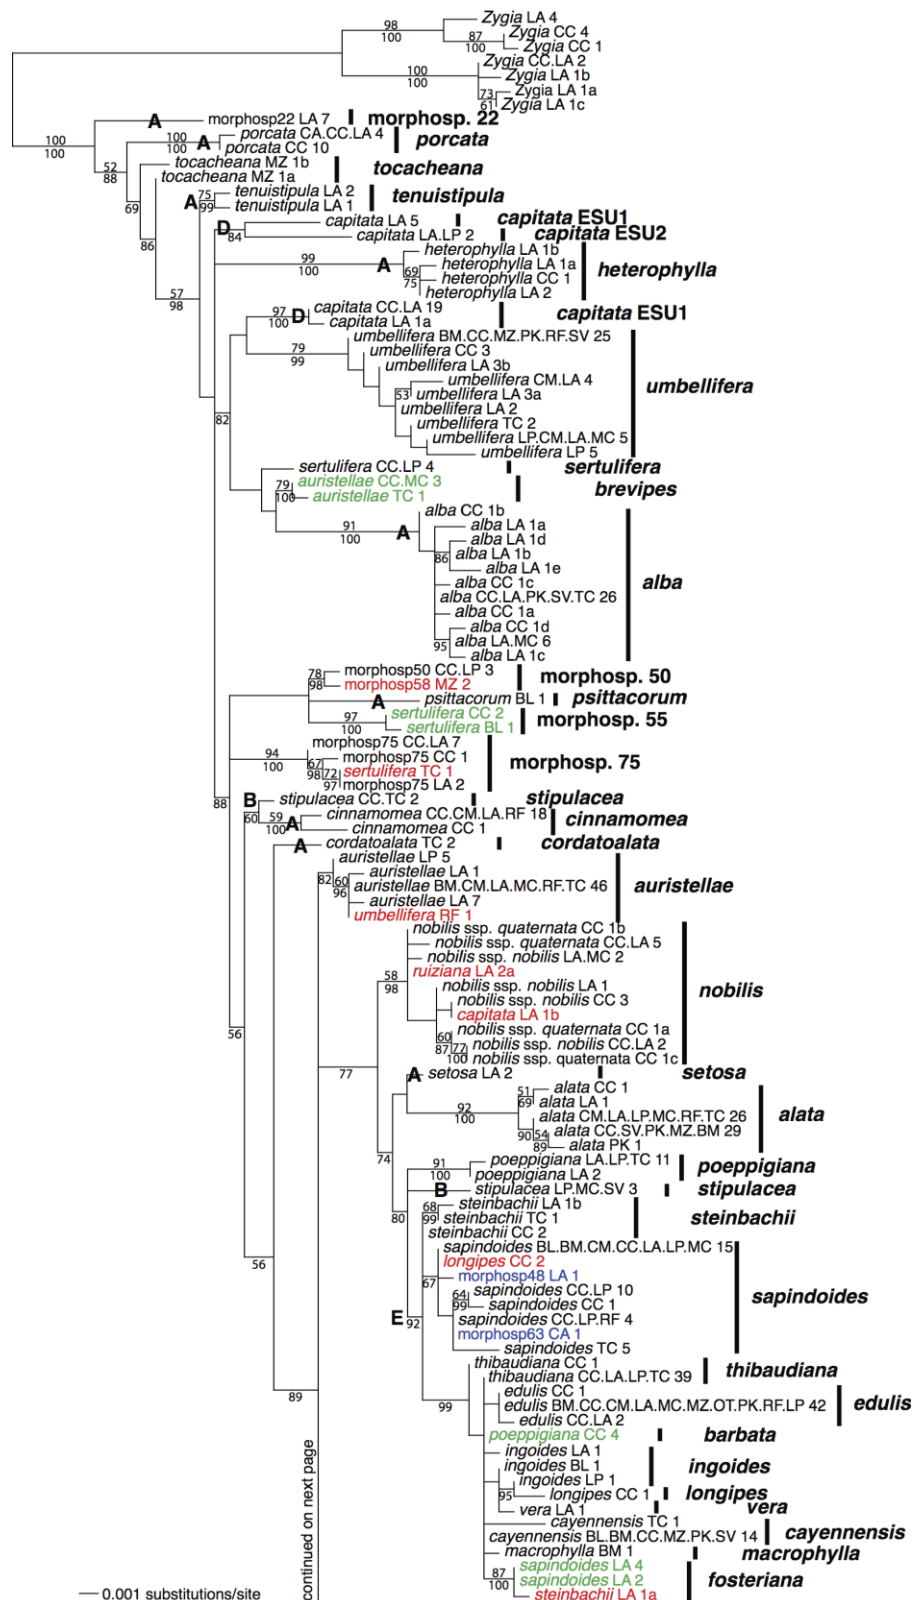 Zygia LA 4
98
100
Zygia CC 4
87
100
Zygia CC 1
Zygia CC.LA 2
100
100
Zygia LA 1b
Zygia LA 1a
73
61
Zygia LA 1c
A
morphosp22 LA 7
morphosp. 22
100
100
porcata CA.CC.LA 4
100
100
A
porcata
porcata CC 10
52
88
tocacheana MZ 1b
tocacheana
tocacheana MZ 1a
69
A
75
99
tenuistipula LA 2
tenuistipula LA 1
tenuistipula
86
capitata LA 5
capitata ESU1
D
84
capitata LA.LP 2
capitata ESU2
heterophylla LA 1b
99
100
A
69
75
heterophylla LA 1a
heterophylla
heterophylla CC 1
heterophylla LA 2
57
98
capitata CC.LA 19
97
100
D
capitata ESU1
capitata LA 1a
umbellifera BM.CC.MZ.PK.RF.SV 25
79
99
umbellifera CC 3
umbellifera LA 3b
umbellifera CM.LA 4
umbellifera
53
umbellifera LA 3a
umbellifera LA 2
82
umbellifera TC 2
umbellifera LP.CM.LA.MC 5
umbellifera LP 5
sertulifera CC.LP 4
sertulifera
auristellae CC.MC 3
79
100
brevipes
auristellae TC 1
alba CC 1b
91
100
A
alba LA 1a
alba LA 1d
86
alba LA 1b
alba LA 1e
alba CC 1c
alba
alba CC.LA.PK.SV.TC 26
alba CC 1a
alba CC 1d
95
alba LA.MC 6
alba LA 1c
78
98
morphosp50 CC.LP 3
morphosp. 50
morphosp58 MZ 2
A
psittacorum BL 1
psittacorum
sertulifera CC 2
97
100
morphosp. 55
sertulifera BL 1
morphosp75 CC.LA 7
94
100
morphosp75 CC 1
67
98
morphosp. 75
72
97
sertulifera TC 1
morphosp75 LA 2
88
B
60
stipulacea CC.TC 2
stipulacea
cinnamomea CC.CM.LA.RF 18
59
100
A
cinnamomea
cinnamomea CC 1
A
cordatoalata TC 2
cordatoalata
auristellae LP 5
82
auristellae LA 1
60
96
auristellae BM.CM.LA.MC.RF.TC 46
auristellae
auristellae LA 7
umbellifera RF 1
nobilis ssp. quaternata CC 1b
nobilis ssp. quaternata CC.LA 5
nobilis ssp. nobilis LA.MC 2
58
98
ruiziana LA 2a
nobilis ssp. nobilis LA 1
nobilis
nobilis ssp. nobilis CC 3
capitata LA 1b
nobilis ssp. quaternata CC 1a
60
87
77
100
nobilis ssp. nobilis CC.LA 2
nobilis ssp. quaternata CC 1c
56
77
A
setosa LA 2
setosa
alata CC 1
51
69
92
100
alata LA 1
alata CM.LA.LP.MC.RF.TC 26
alata
90
54
89
alata CC.SV.PK.MZ.BM 29
alata PK 1
74
poeppigiana LA.LP.TC 11
91
100
poeppigiana
poeppigiana LA 2
B
stipulacea LP.MC.SV 3
stipulacea
80
68
99
steinbachii LA 1b
steinbachii TC 1
steinbachii
steinbachii CC 2
sapindoides BL.BM.CM.CC.LA.LP.MC 15
longipes CC 2
56
67
morphosp48 LA 1
64
99
sapindoides CC.LP 10
sapindoides
sapindoides CC 1
E
92
sapindoides CC.LP.RF 4
morphosp63 CA 1
sapindoides TC 5
thibaudiana CC 1
thibaudiana
thibaudiana CC.LA.LP.TC 39
89
99
edulis CC 1
edulis BM.CC.CM.LA.MC.MZ.OT.PK.RF.LP 42
edulis
edulis CC.LA 2
poeppigiana CC 4
barbata
ingoides LA 1
ingoides BL 1
ingoides
ingoides LP 1
95
longipes CC 1
longipes
vera LA 1
vera
cayennensis TC 1
cayennensis BL.BM.CC.MZ.PK.SV 14
cayennensis
macrophylla BM 1
macrophylla
sapindoides LA 4
87
100
sapindoides LA 2
fosteriana
steinbachii LA 1a
continued on next page
0.001 substitutions/site